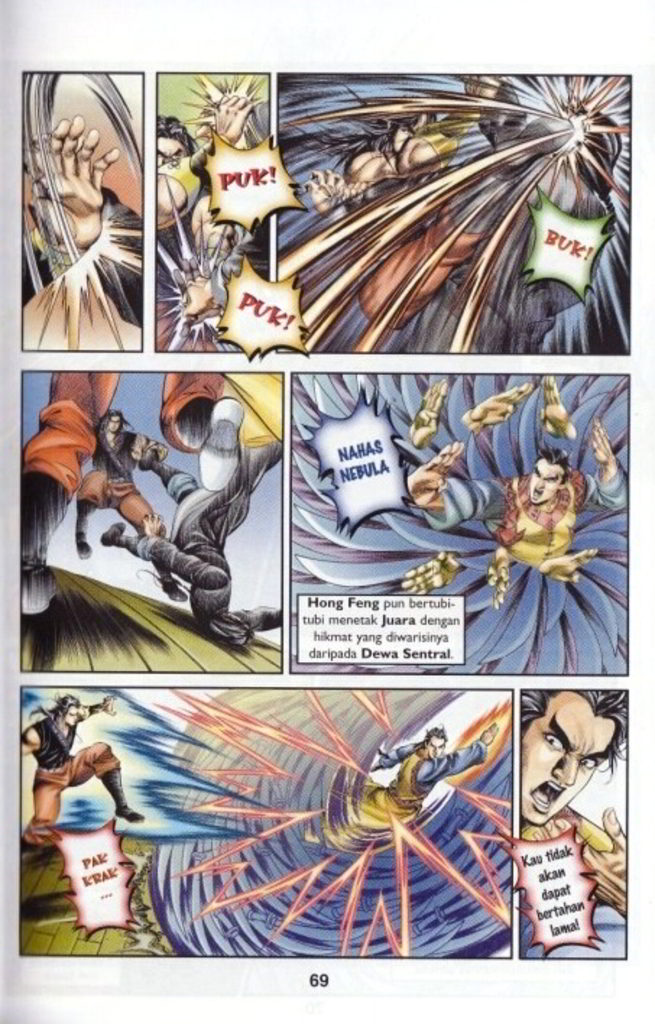 PUK!
PUK!
BUK!
NAHAS
NEBULA
Hong Feng pun bertubi-
tubi menetak Juara dengan
hikmat yang diwarisinya
daripada Dewa Sentral.
PAK
KRAK
...
Kau tidak
akan
dapat
bertahan
lama!
69